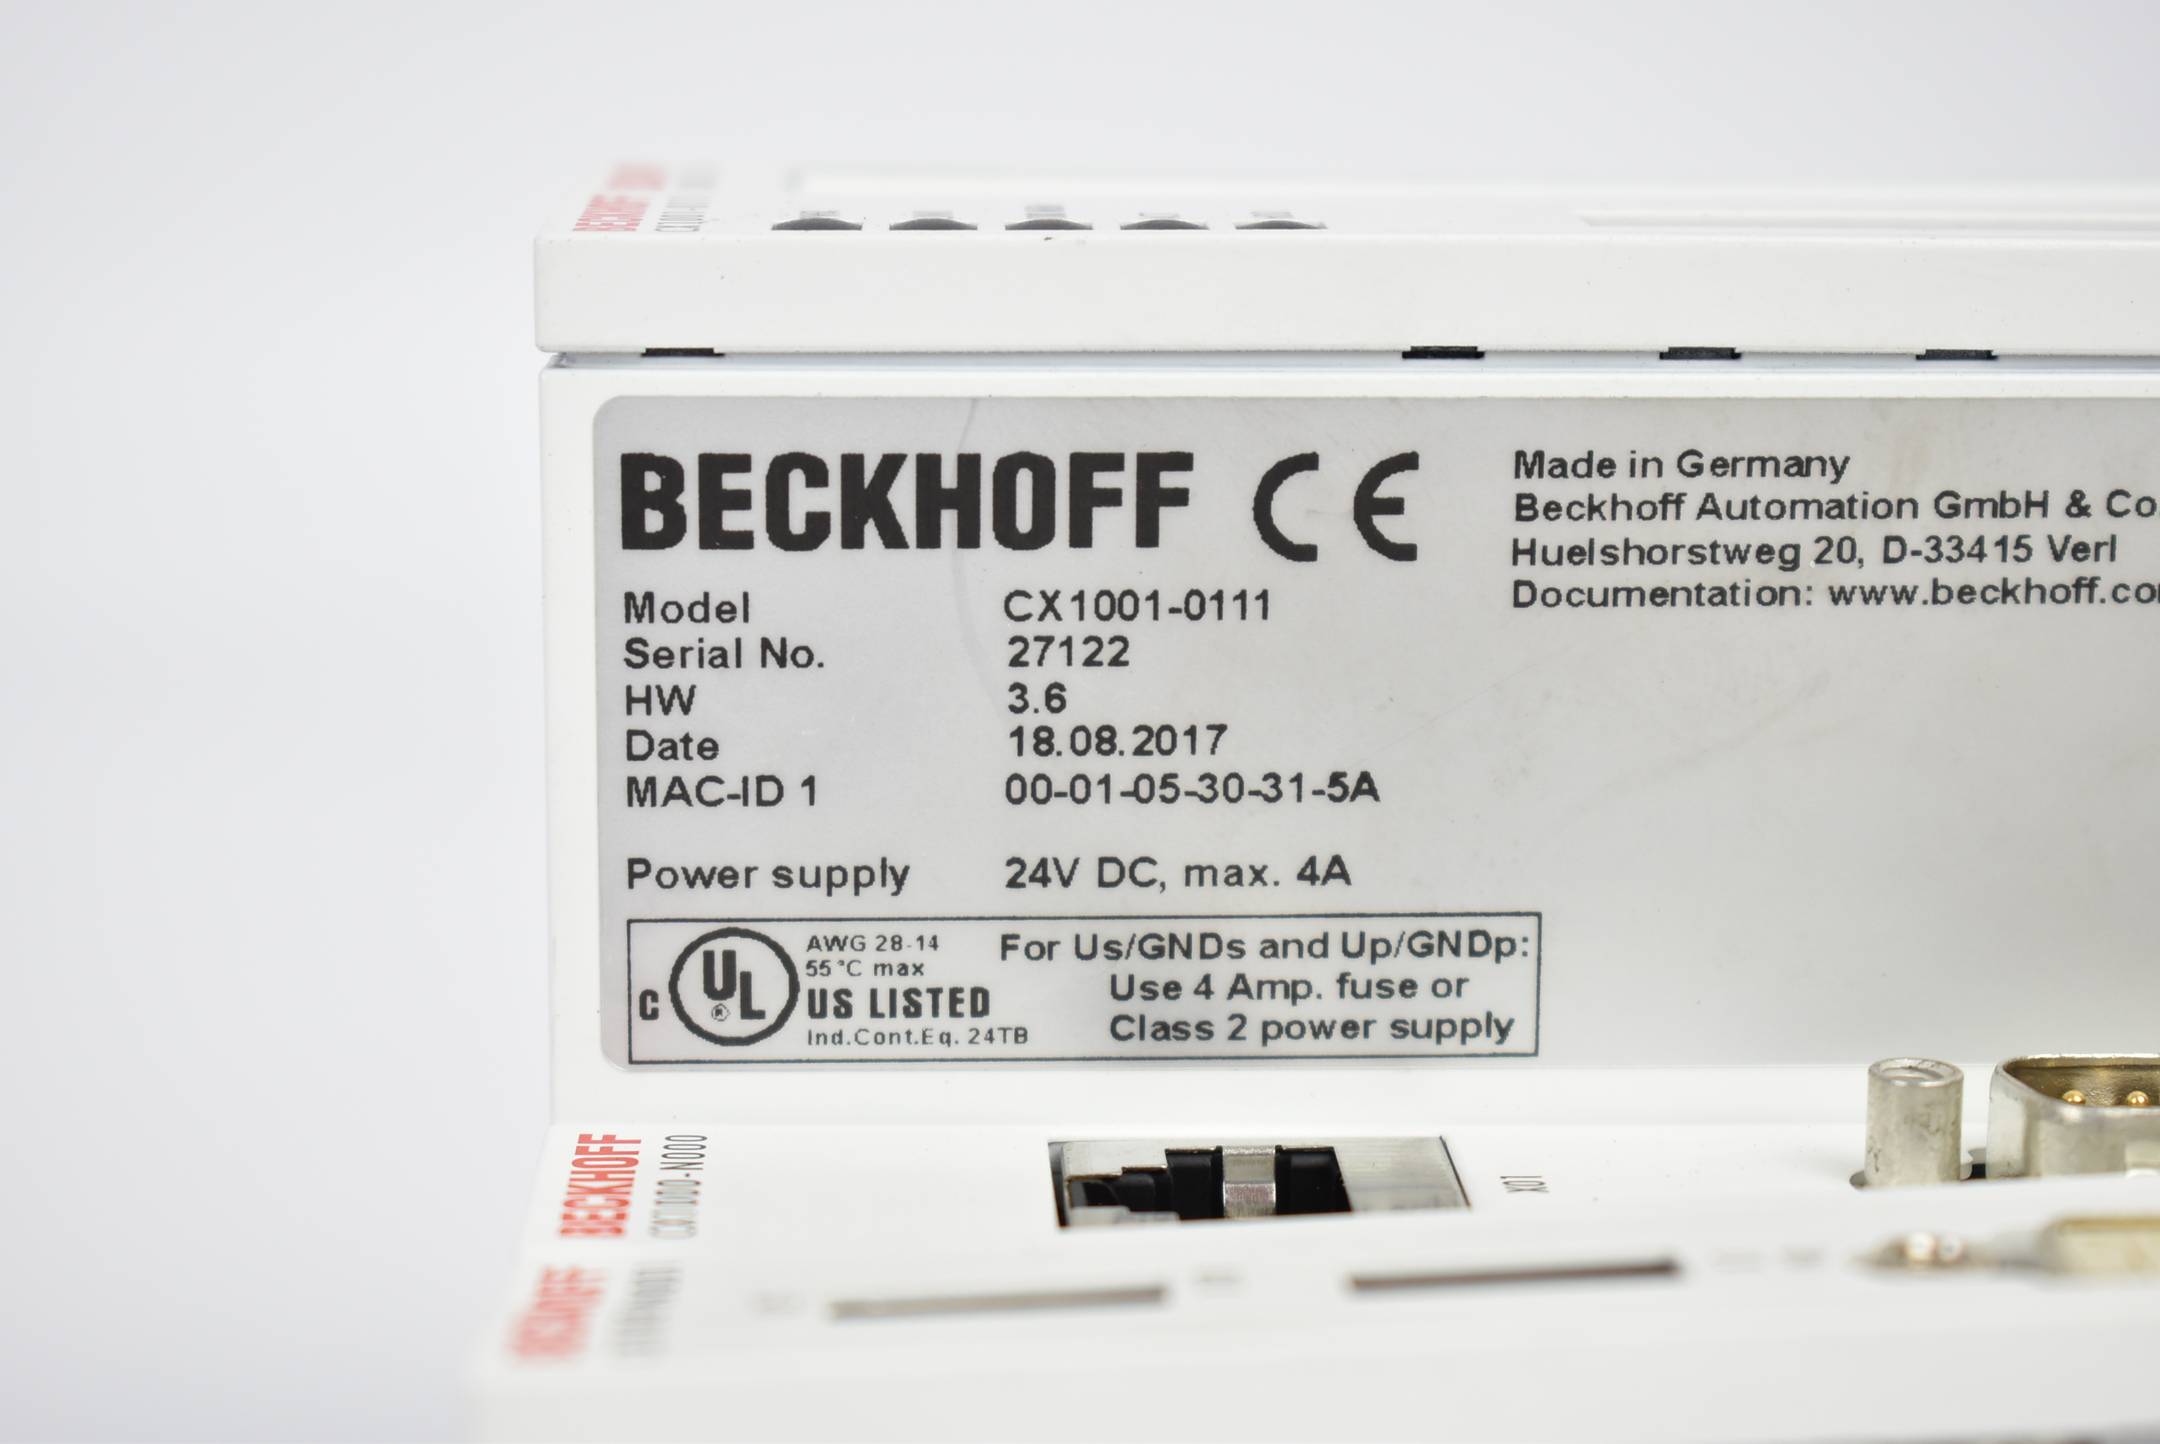 BECKHOFF CE
Made in Germany
Beckhoff Automation GmbH & Co
Huelshorstweg 20, D-33415 Verl
Documentation: www.beckhoff.co
Model CX1001-0111
Serial No. 27122
HW 3.6
Date 18.08.2017
MAC-ID 1 00-01-05-30-31-5A
Power supply 24V DC, max. 4A
C UL US LISTED
AWG 28-14
55°C max
Ind.Cont.Eq. 24TB
For Us/GNDs and Up/GNDp:
Use 4 Amp. fuse or
Class 2 power supply
BECKHOFF
X01
BECKHOFF
BECKHOFF